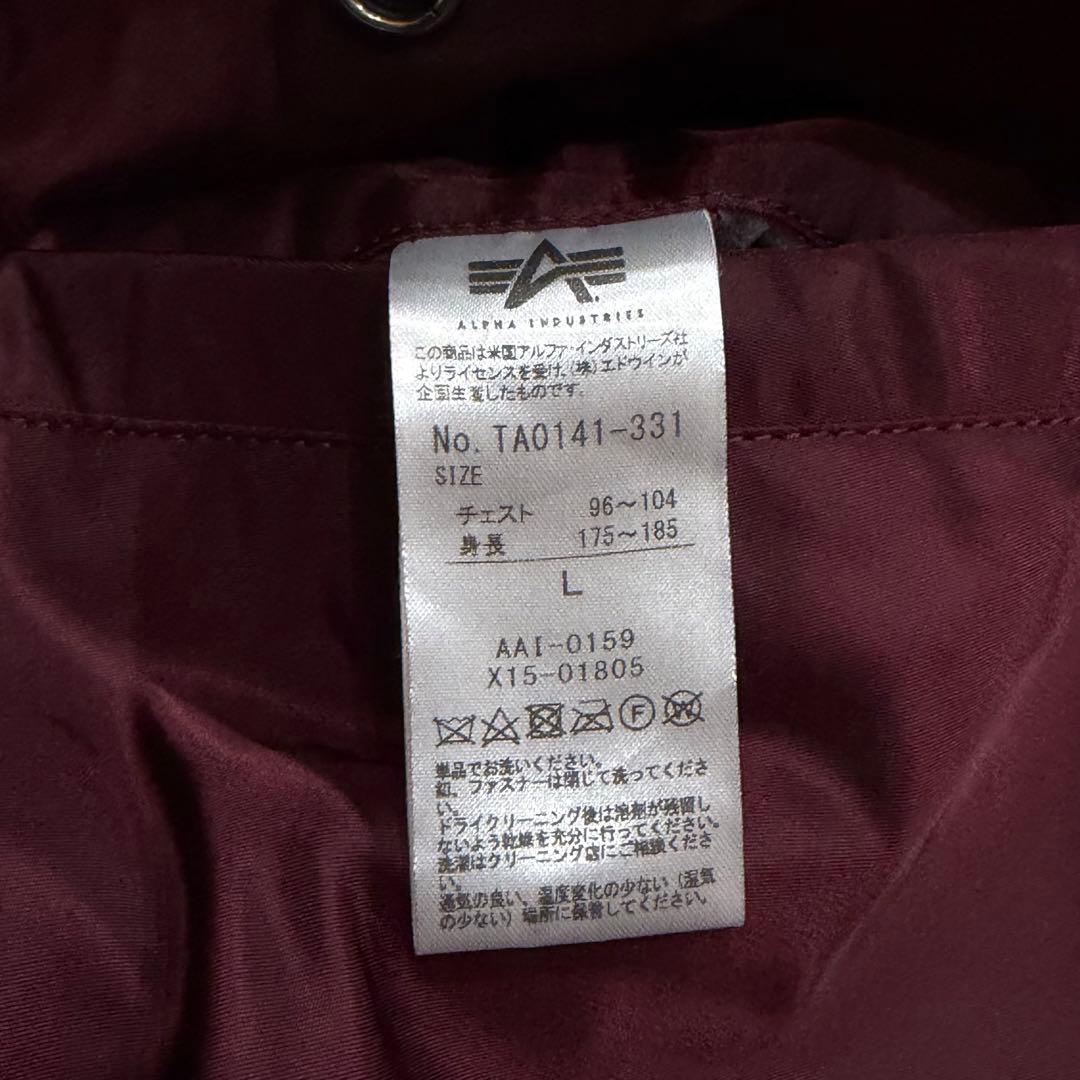 ALPHA INDUSTRIES
この商品は米国アルファ・インダストリーズ社
よりライセンスを受け、(株)エドウインが
企画生産したものです。
No. TA0141-331
SIZE
チェスト 96〜104
身長 175〜185
L
AAI-0159
X15-01805
F W
単品でお洗いください。
釦、ファスナーは閉じて洗ってくださ
い。
ドライクリーニング後は溶剤が残留し
ないよう乾燥を充分に行ってください。
洗濯はクリーニング店にご相談くださ
い。
通気の良い、温度変化の少ない(湿気
の少ない)場所に保管してください。